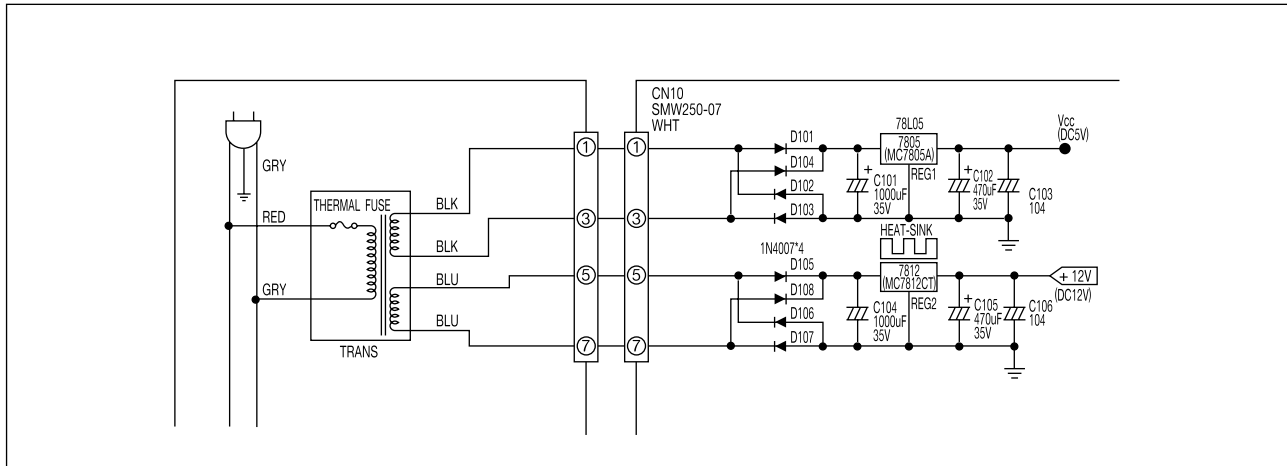 CN10
SMW250-07
WHT
GRY
RED
GRY
THERMAL FUSE
TRANS
BLK
BLK
BLU
BLU
1
3
5
7
1
3
5
7
D101
D104
D102
D103
+
C101
1000uF
35V
78L05
7805
(MC7805A)
REG1
+
C102
470uF
35V
C103
104
Vcc
(DC5V)
HEAT-SINK
1N4007*4
D105
D108
D106
D107
C104
1000uF
35V
7812
(MC7812CT)
REG2
+
C105
470uF
35V
C106
104
+ 12V
(DC12V)